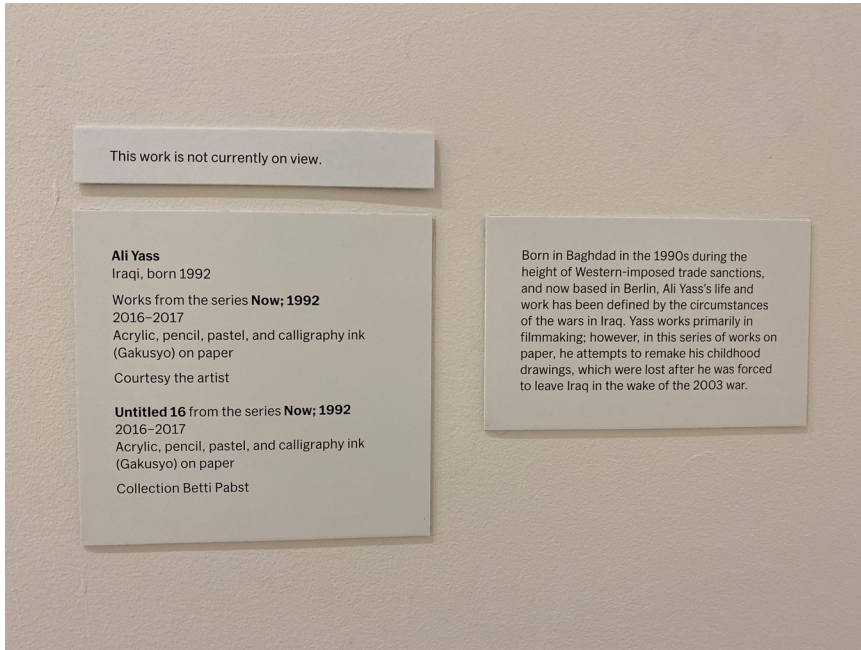 This work is not currently on view.
Ali Yass
Iraqi, born 1992
Works from the series Now; 1992
2016–2017
Acrylic, pencil, pastel, and calligraphy ink
(Gakusyo) on paper
Courtesy the artist
Untitled 16 from the series Now; 1992
2016–2017
Acrylic, pencil, pastel, and calligraphy ink
(Gakusyo) on paper
Collection Betti Pabst
Born in Baghdad in the 1990s during the
height of Western-imposed trade sanctions,
and now based in Berlin, Ali Yass's life and
work has been defined by the circumstances
of the wars in Iraq. Yass works primarily in
filmmaking; however, in this series of works on
paper, he attempts to remake his childhood
drawings, which were lost after he was forced
to leave Iraq in the wake of the 2003 war.